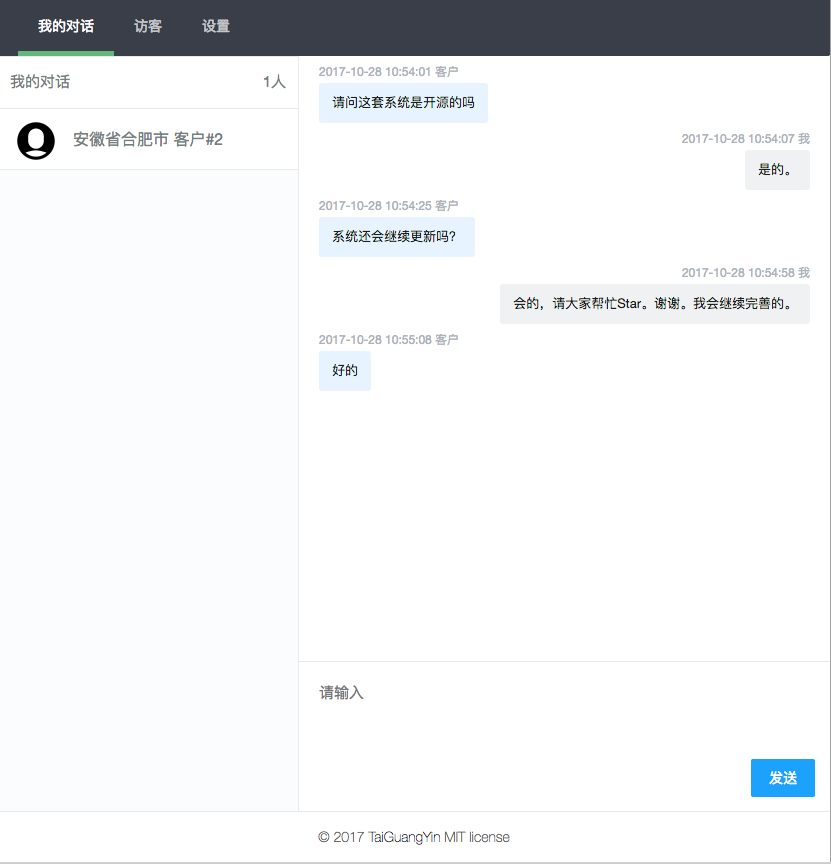 我的对话 访客 设置
我的对话 1人
安徽省合肥市 客户#2
2017-10-28 10:54:01 客户
请问这套系统是开源的吗
2017-10-28 10:54:07 我
是的。
2017-10-28 10:54:25 客户
系统还会继续更新吗？
2017-10-28 10:54:58 我
会的，请大家帮忙Star。谢谢。我会继续完善的。
2017-10-28 10:55:08 客户
好的
请输入
发送
© 2017 TaiGuangYin MIT license